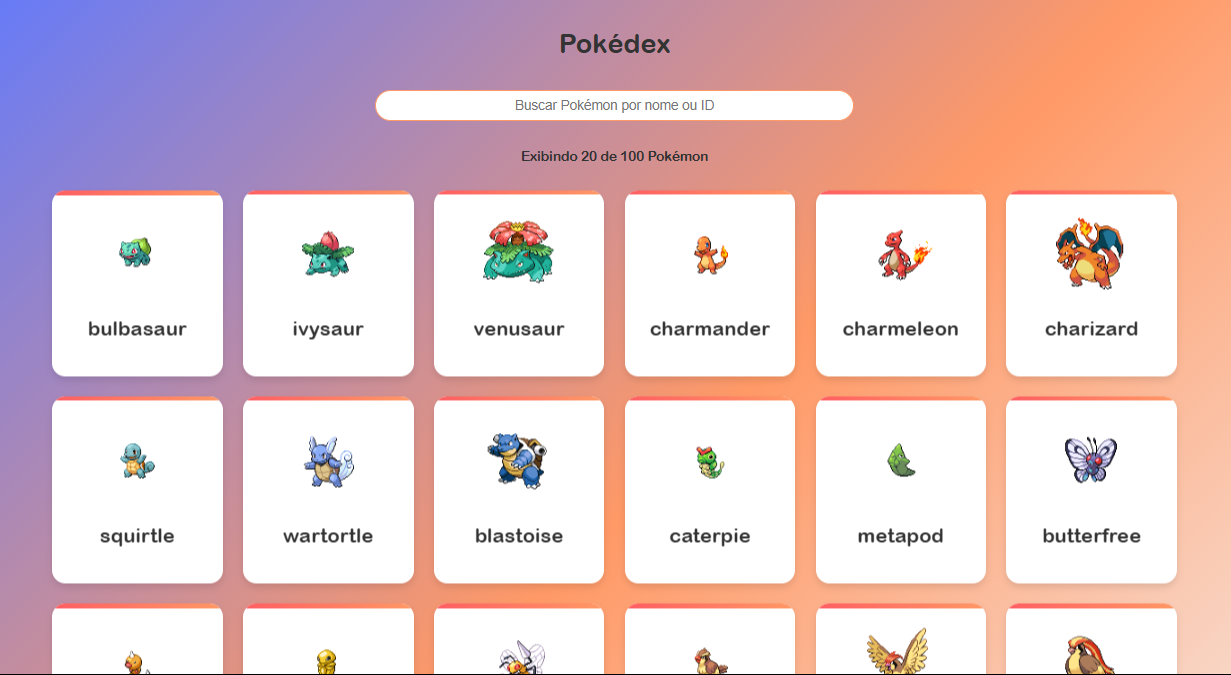 Pokédex
Buscar Pokémon por nome ou ID
Exibindo 20 de 100 Pokémon
bulbasaur
ivysaur
venusaur
charmander
charmeleon
charizard
squirtle
wartortle
blastoise
caterpie
metapod
butterfree